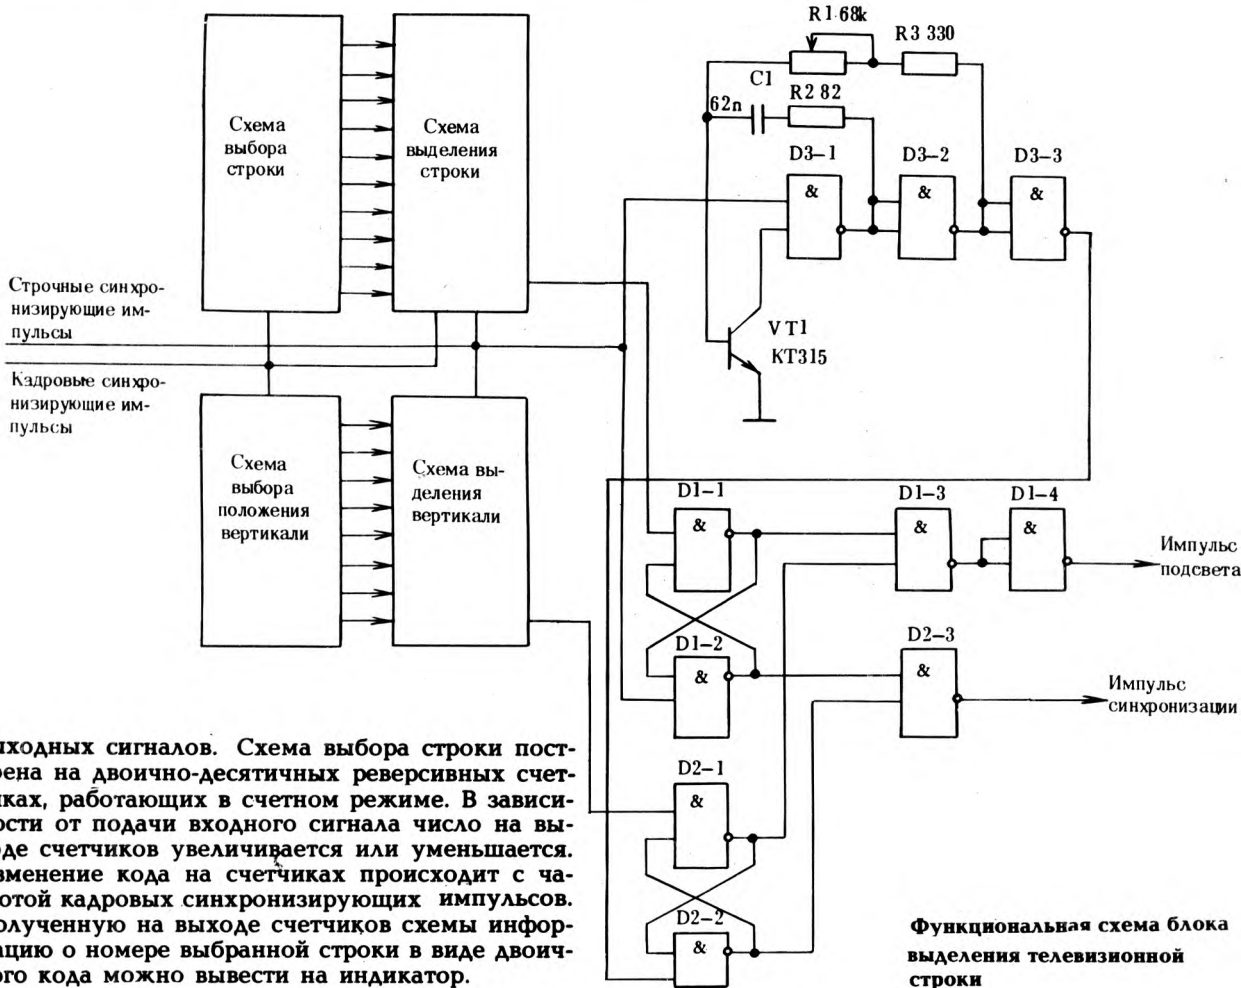 R1 68k
R3 330
C1
62n
R2 82
Схема
выбора
строки
Схема
выделения
строки
D3–1
D3–2
D3–3
&
&
&
Строчные синхро-
низирующие им-
пульсы
VT1
КТ315
Кадровые синхро-
низирующие им-
пульсы
Схема
выбора
положения
вертикали
Схема вы-
деления
вертикали
D1–1
D1–3
D1–4
&
&
&
Импульс
подсвета
D1–2
D2–3
&
&
Импульс
синхронизации
D2–1
&
D2–2
&
ыходных сигналов. Схема выбора строки пост-
рена на двоично-десятичных реверсивных счет-
иках, работающих в счетном режиме. В зависи-
ости от подачи входного сигнала число на вы-
де счетчиков увеличивается или уменьшается.
зменение кода на счетчиках происходит с ча-
отой кадровых синхронизирующих импульсов.
олученную на выходе счетчиков схемы инфор-
ацию о номере выбранной строки в виде двоич-
ого кода можно вывести на индикатор.
Функциональная схема блока
выделения телевизионной
строки